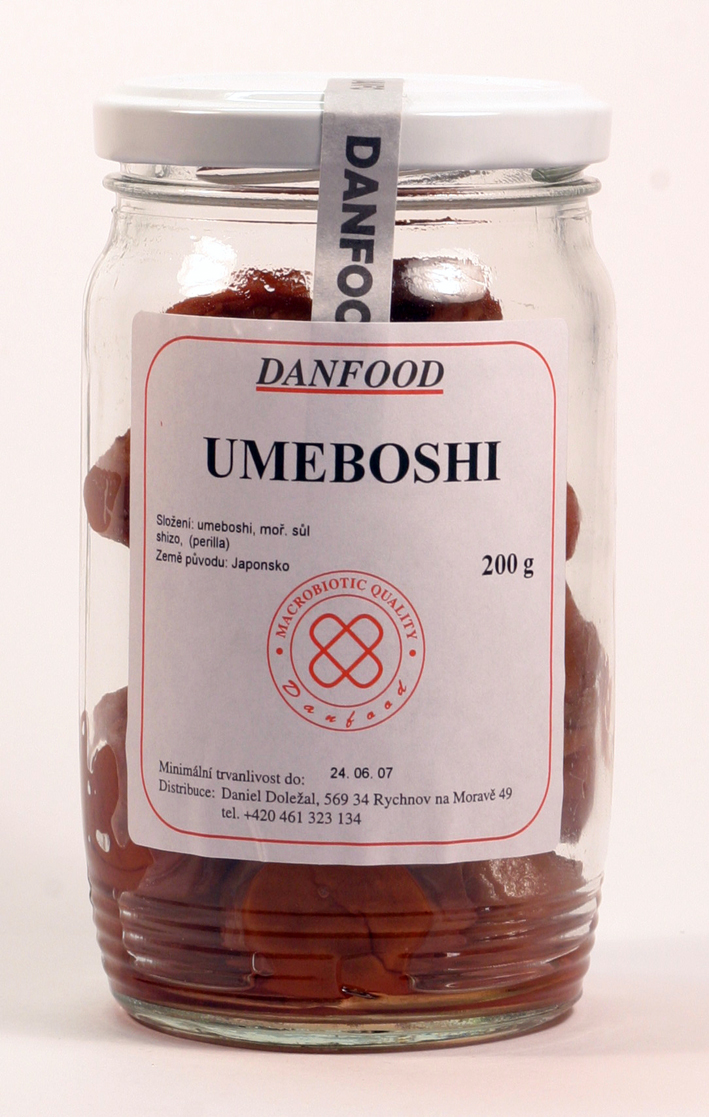 DANFOO
DANFOOD
UMEBOSHI
Složení: umeboshi, moř. sůl
shizo, (perilla)
Země původu: Japonsko
200 g
MACROBIOTIC QUALITY
Danfood
Minimální trvanlivost do: 24. 06. 07
Distribuce: Daniel Doležal, 569 34 Rychnov na Moravě 49
tel. +420 461 323 134